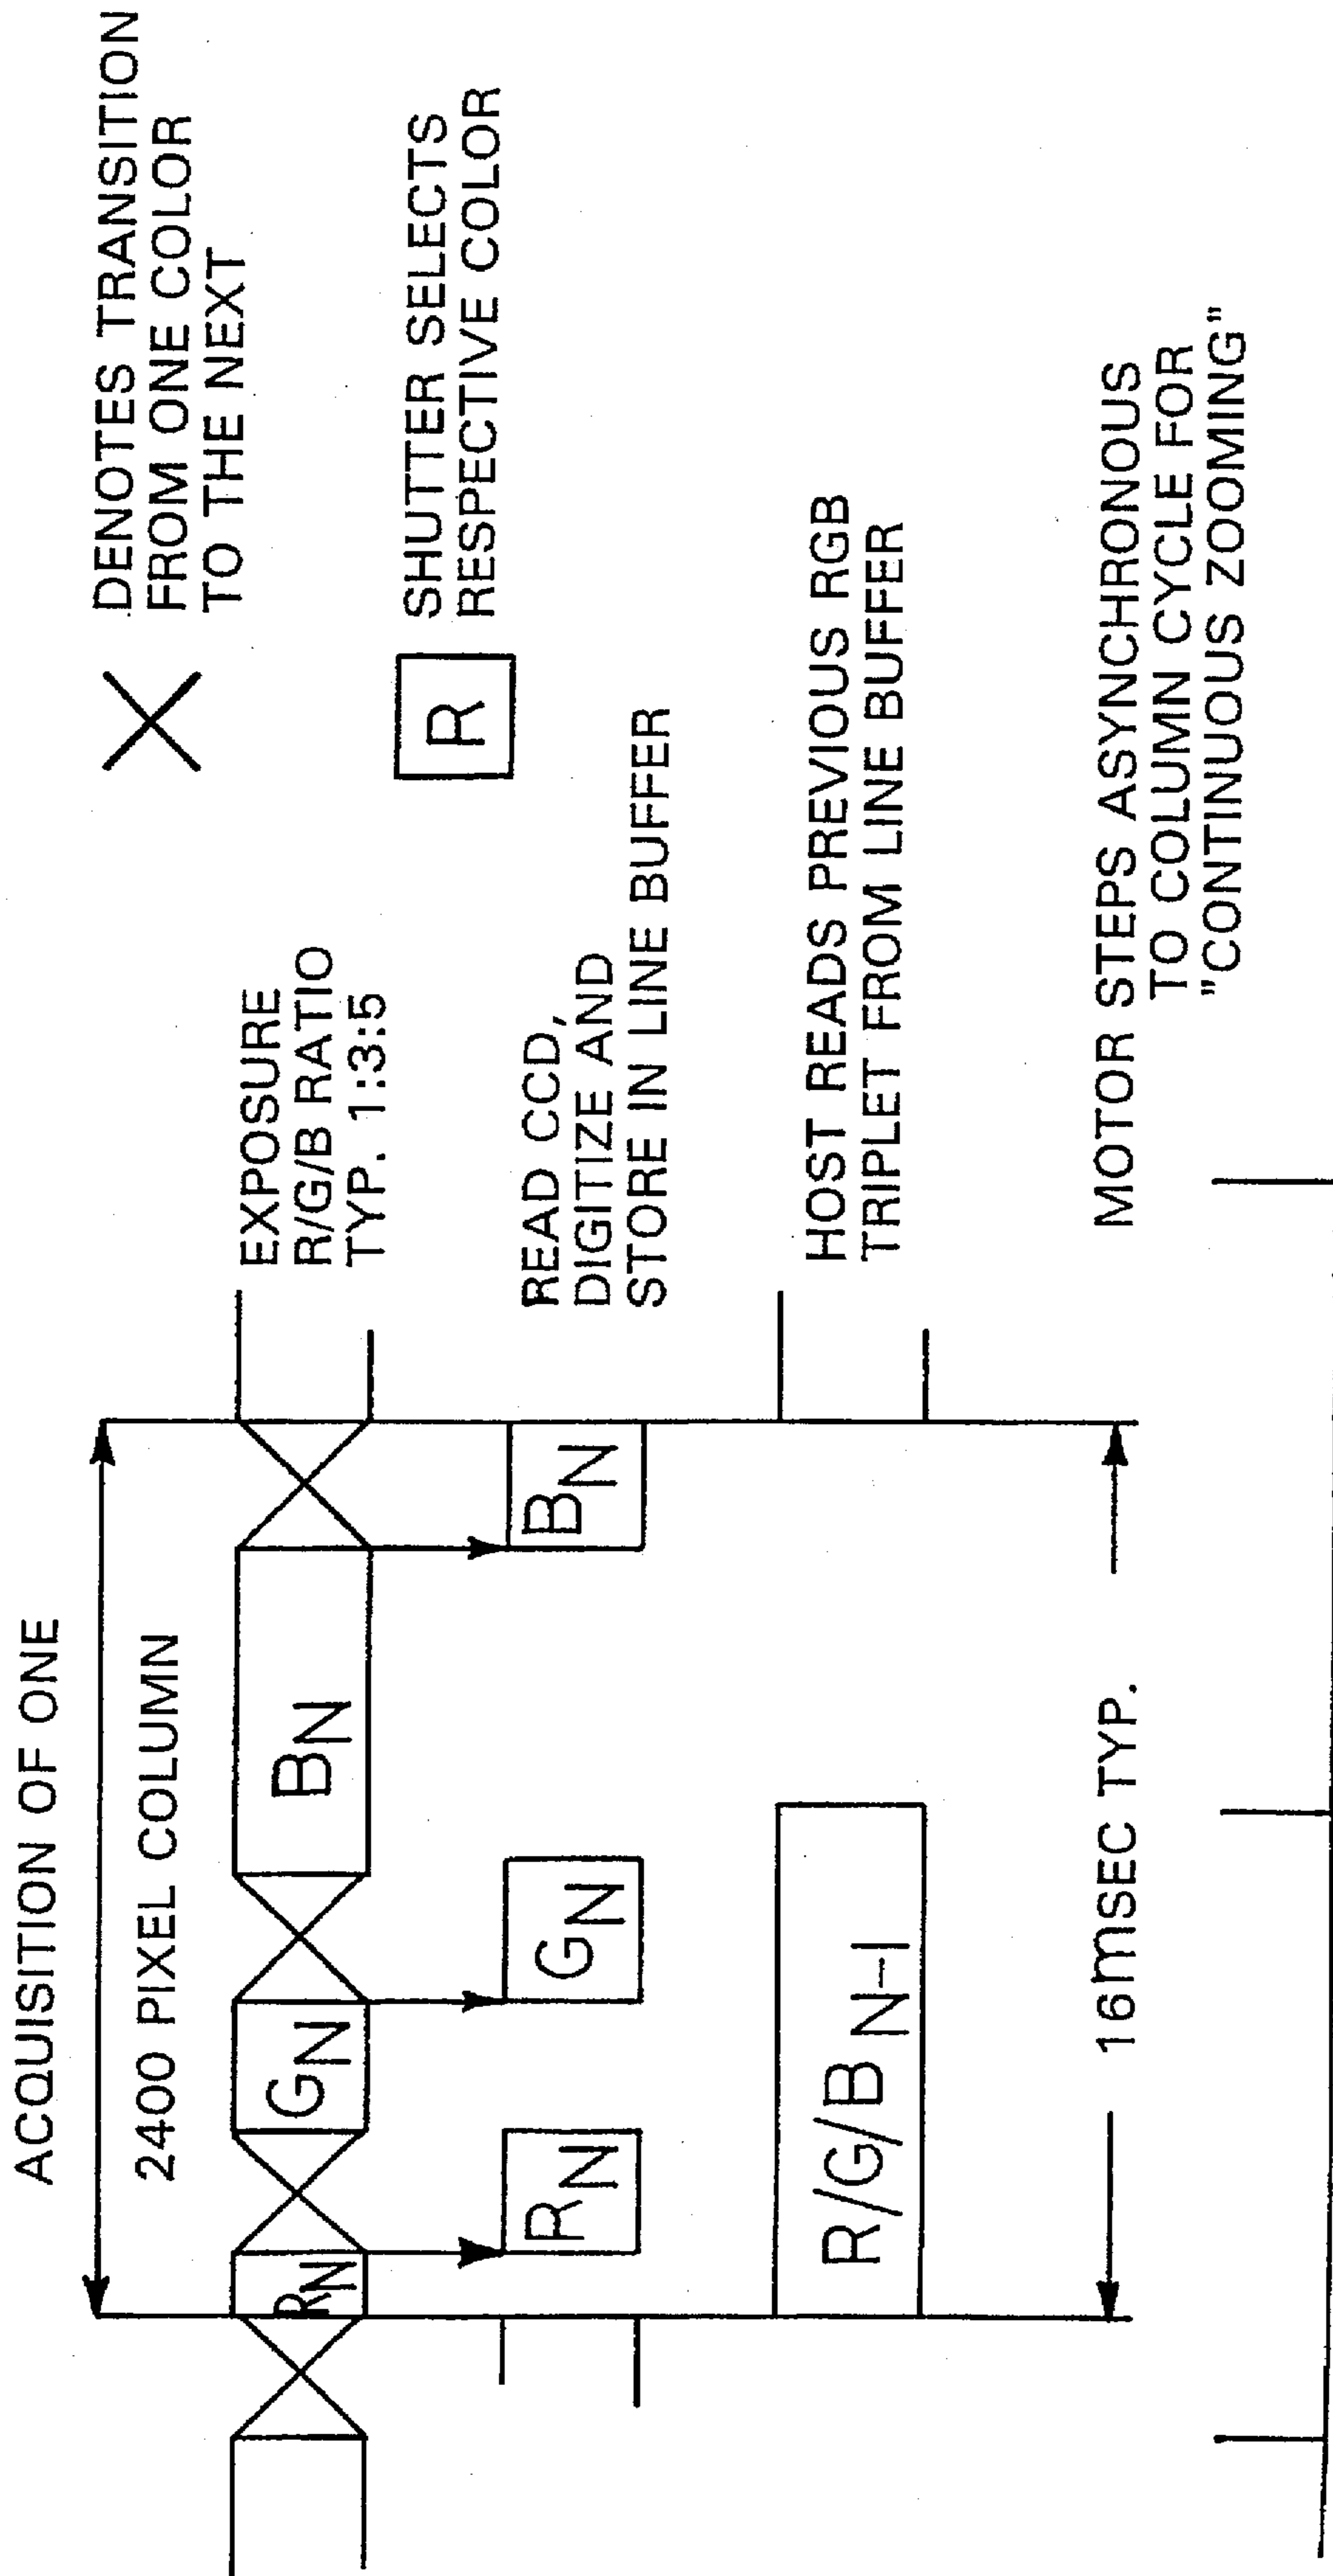 ACQUISITION OF ONE
2400 PIXEL COLUMN
DENOTES TRANSITION
FROM ONE COLOR
TO THE NEXT
R
SHUTTER SELECTS
RESPECTIVE COLOR
RN
GN
BN
EXPOSURE
R/G/B RATIO
TYP. 1:3:5
RN
GN
BN
READ CCD,
DIGITIZE AND
STORE IN LINE BUFFER
R/G/B N-1
HOST READS PREVIOUS RGB
TRIPLET FROM LINE BUFFER
16mSEC TYP.
MOTOR STEPS ASYNCHRONOUS
TO COLUMN CYCLE FOR
"CONTINUOUS ZOOMING"